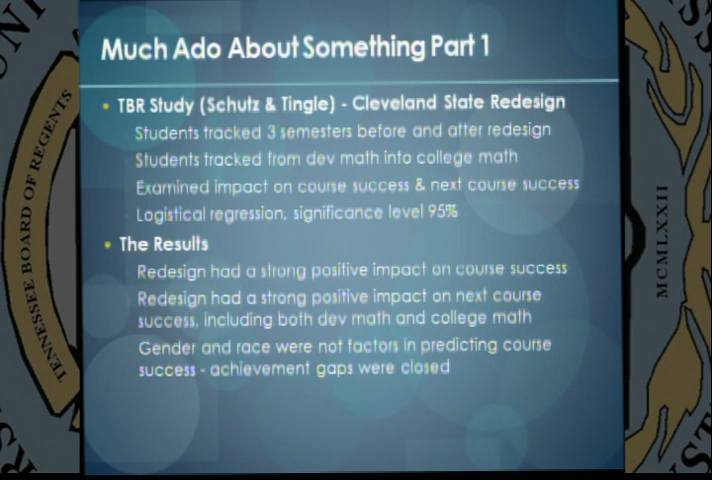 Much Ado About Something Part 1
TBR Study (Schutz & Tingle) - Cleveland State Redesign
Students tracked 3 semesters before and after redesign
Students tracked from dev math into college math
Examined impact on course success & next course success
Logistical regression, significance level 95%
The Results
Redesign had a strong positive impact on course success
Redesign had a strong positive impact on next course
success, including both dev math and college math
Gender and race were not factors in predicting course
success - achievement gaps were closed
TENNESSEE BOARD OF REGENTS
MCMLXXII